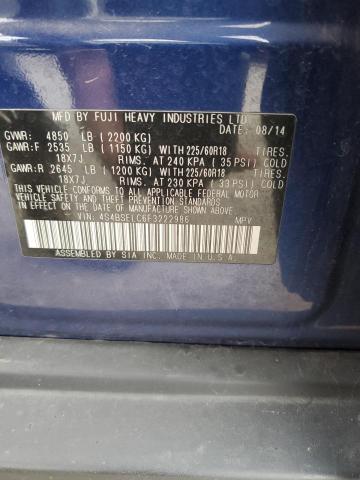 MFD BY FUJI HEAVY INDUSTRIES LTD.
DATE: 08/14
GVWR: 4850 LB (2200 KG)
GAWR:F 2535 LB (1150 KG) WITH 225/60R18 TIRES.
18X7J RIMS. AT 240 KPA (35 PSI) COLD
GAWR:R 2645 LB (1200 KG) WITH 225/60R18 TIRES.
18X7J RIMS. AT 230 KPA (33 PSI) COLD
THIS VEHICLE CONFORMS TO ALL APPLICABLE FEDERAL MOTOR
VEHICLE SAFETY, BUMPER, AND THEFT PREVENTION STANDARDS
IN EFFECT ON THE DATE OF MANUFACTURE SHOWN ABOVE.
VIN: 4S4BSELC6F3222986 MPV
ASSEMBLED BY SIA INC. MADE IN U.S.A.